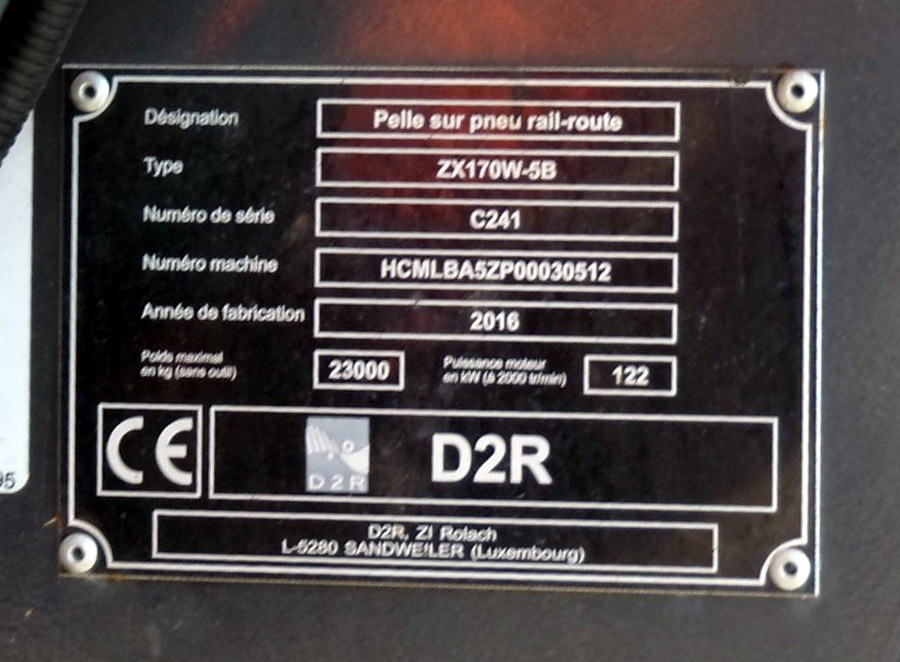 Désignation Pelle sur pneu rail-route
Type ZX170W-5B
Numéro de série C241
Numéro machine HCMLBA5ZP00030512
Année de fabrication 2016
Poids maximal
en kg (sans outil) 23000
Puissance moteur
en kW (à 2000 tr/min) 122
CE
D2R
D2R
D2R, ZI Rolach
L-5280 SANDWEILER (Luxembourg)
95